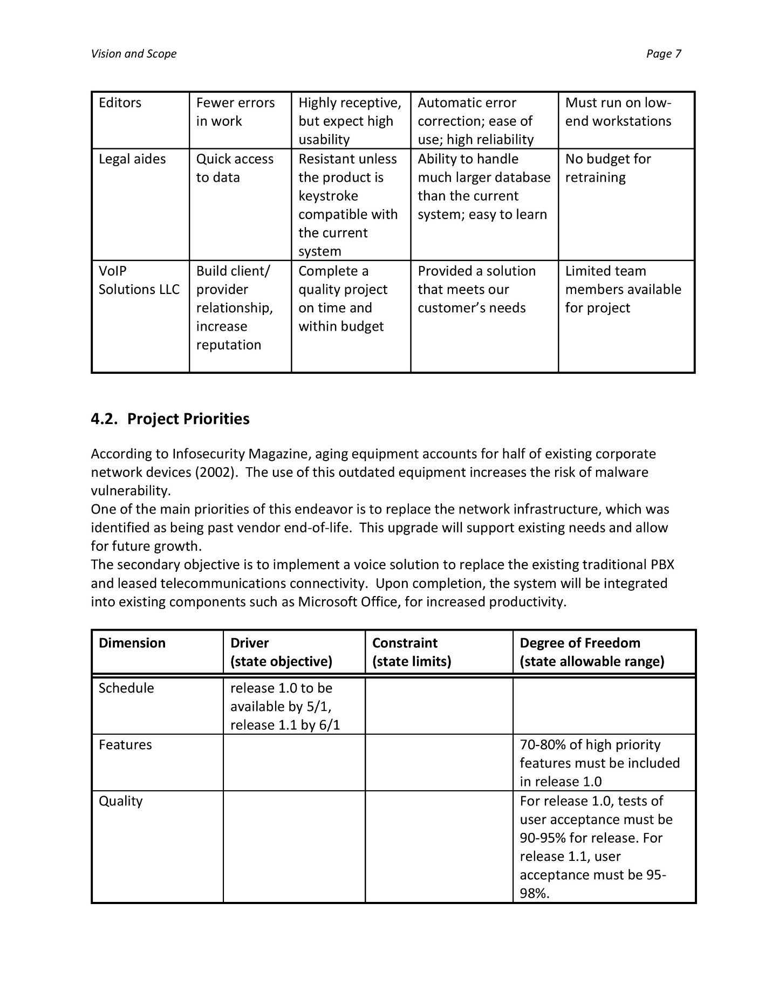 Vision and Scope Page 7
Editors
Fewer errors
in work
Highly receptive,
but expect high
usability
Automatic error
correction; ease of
use; high reliability
Must run on low-
end workstations
Legal aides
Quick access
to data
Resistant unless
the product is
keystroke
compatible with
the current
system
Ability to handle
much larger database
than the current
system; easy to learn
No budget for
retraining
VoIP
Solutions LLC
Build client/
provider
relationship,
increase
reputation
Complete a
quality project
on time and
within budget
Provided a solution
that meets our
customer’s needs
Limited team
members available
for project
4.2. Project Priorities
According to Infosecurity Magazine, aging equipment accounts for half of existing corporate
network devices (2002). The use of this outdated equipment increases the risk of malware
vulnerability.
One of the main priorities of this endeavor is to replace the network infrastructure, which was
identified as being past vendor end-of-life. This upgrade will support existing needs and allow
for future growth.
The secondary objective is to implement a voice solution to replace the existing traditional PBX
and leased telecommunications connectivity. Upon completion, the system will be integrated
into existing components such as Microsoft Office, for increased productivity.
Dimension
Driver
(state objective)
Constraint
(state limits)
Degree of Freedom
(state allowable range)
Schedule
release 1.0 to be
available by 5/1,
release 1.1 by 6/1
Features
70-80% of high priority
features must be included
in release 1.0
Quality
For release 1.0, tests of
user acceptance must be
90-95% for release. For
release 1.1, user
acceptance must be 95-
98%.